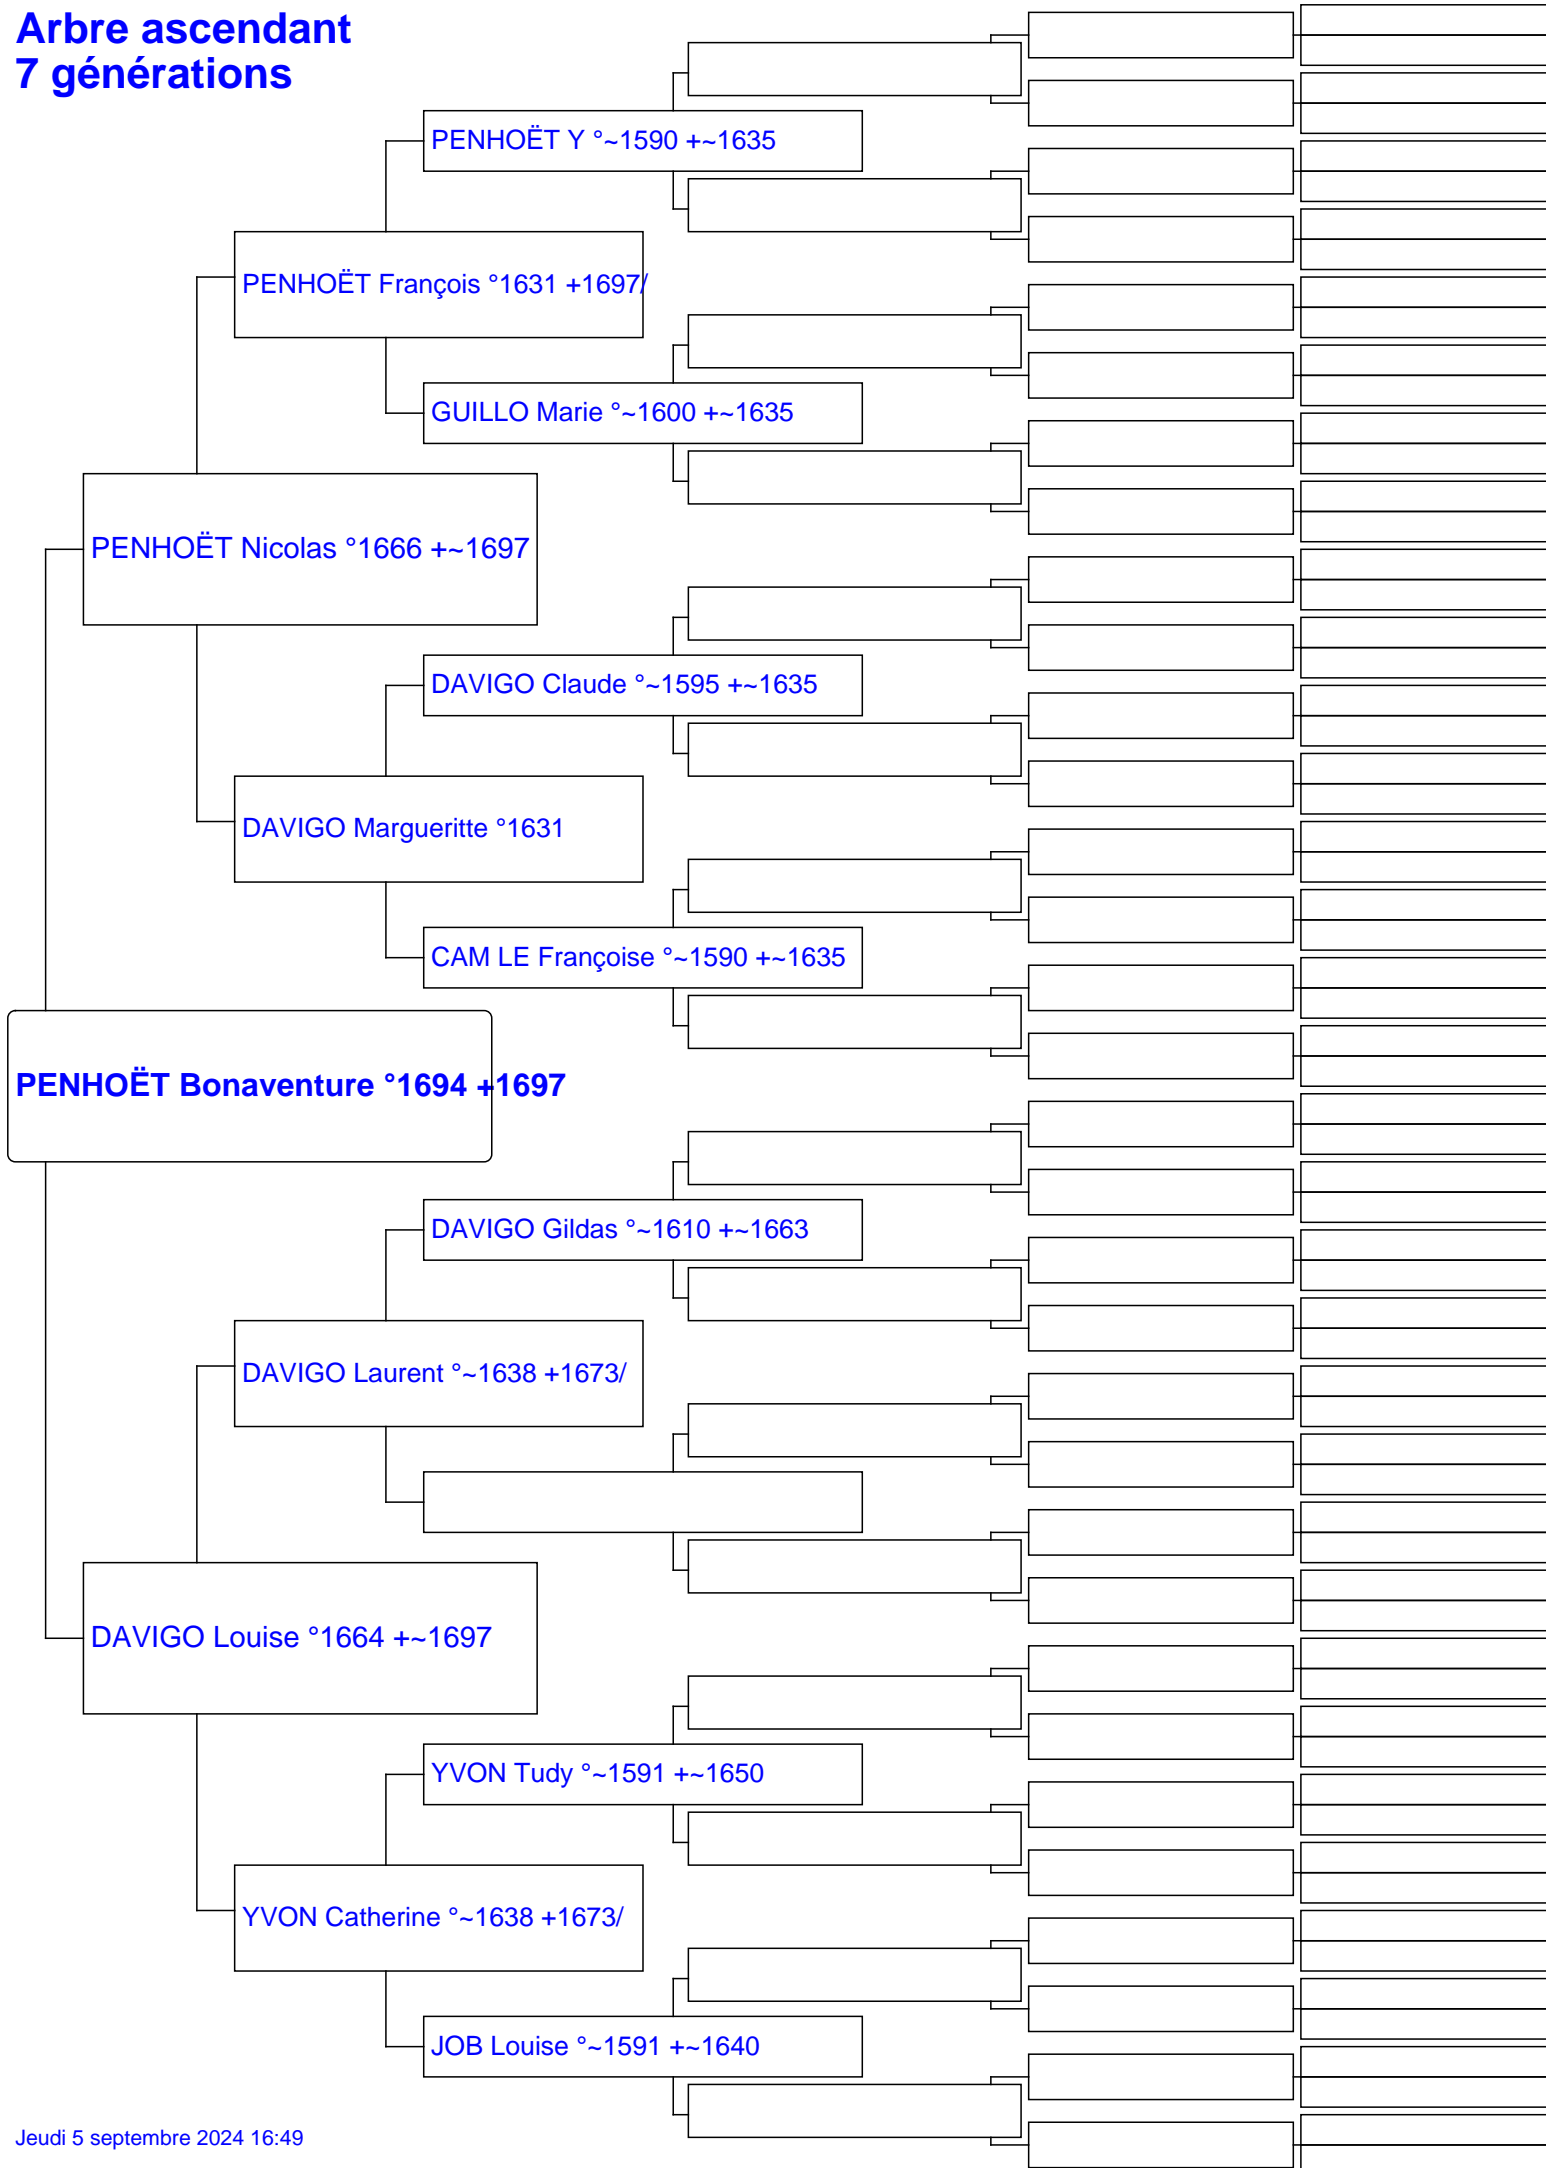 Arbre ascendant
7 générations
PENHOËT Y °~1590 +~1635
PENHOËT François °1631 +1697/
GUILLO Marie °~1600 +~1635
PENHOËT Nicolas °1666 +~1697
DAVIGO Claude °~1595 +~1635
DAVIGO Margueritte °1631
CAM LE Françoise °~1590 +~1635
PENHOËT Bonaventure °1694 +1697
DAVIGO Gildas °~1610 +~1663
DAVIGO Laurent °~1638 +1673/
DAVIGO Louise °1664 +~1697
YVON Tudy °~1591 +~1650
YVON Catherine °~1638 +1673/
JOB Louise °~1591 +~1640
Jeudi 5 septembre 2024 16:49